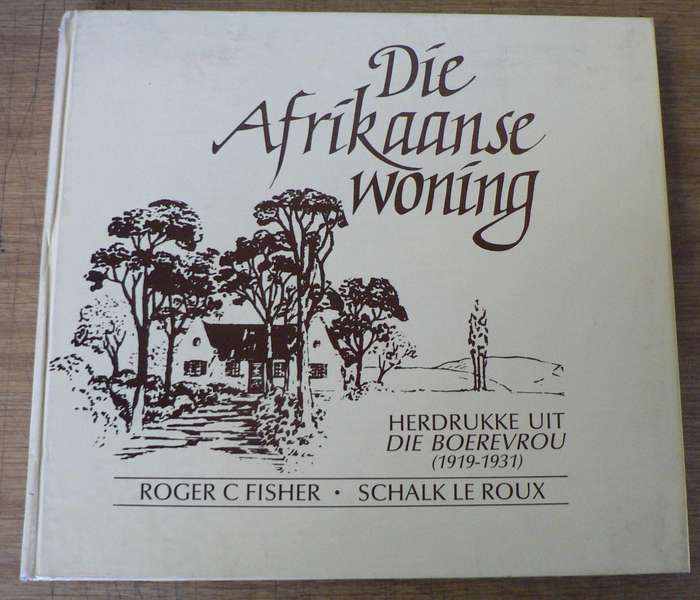 Die
Afrikaanse
woning
HERDRUKKE UIT
DIE BOEREVROU
(1919-1931)
ROGER C FISHER • SCHALK LE ROUX